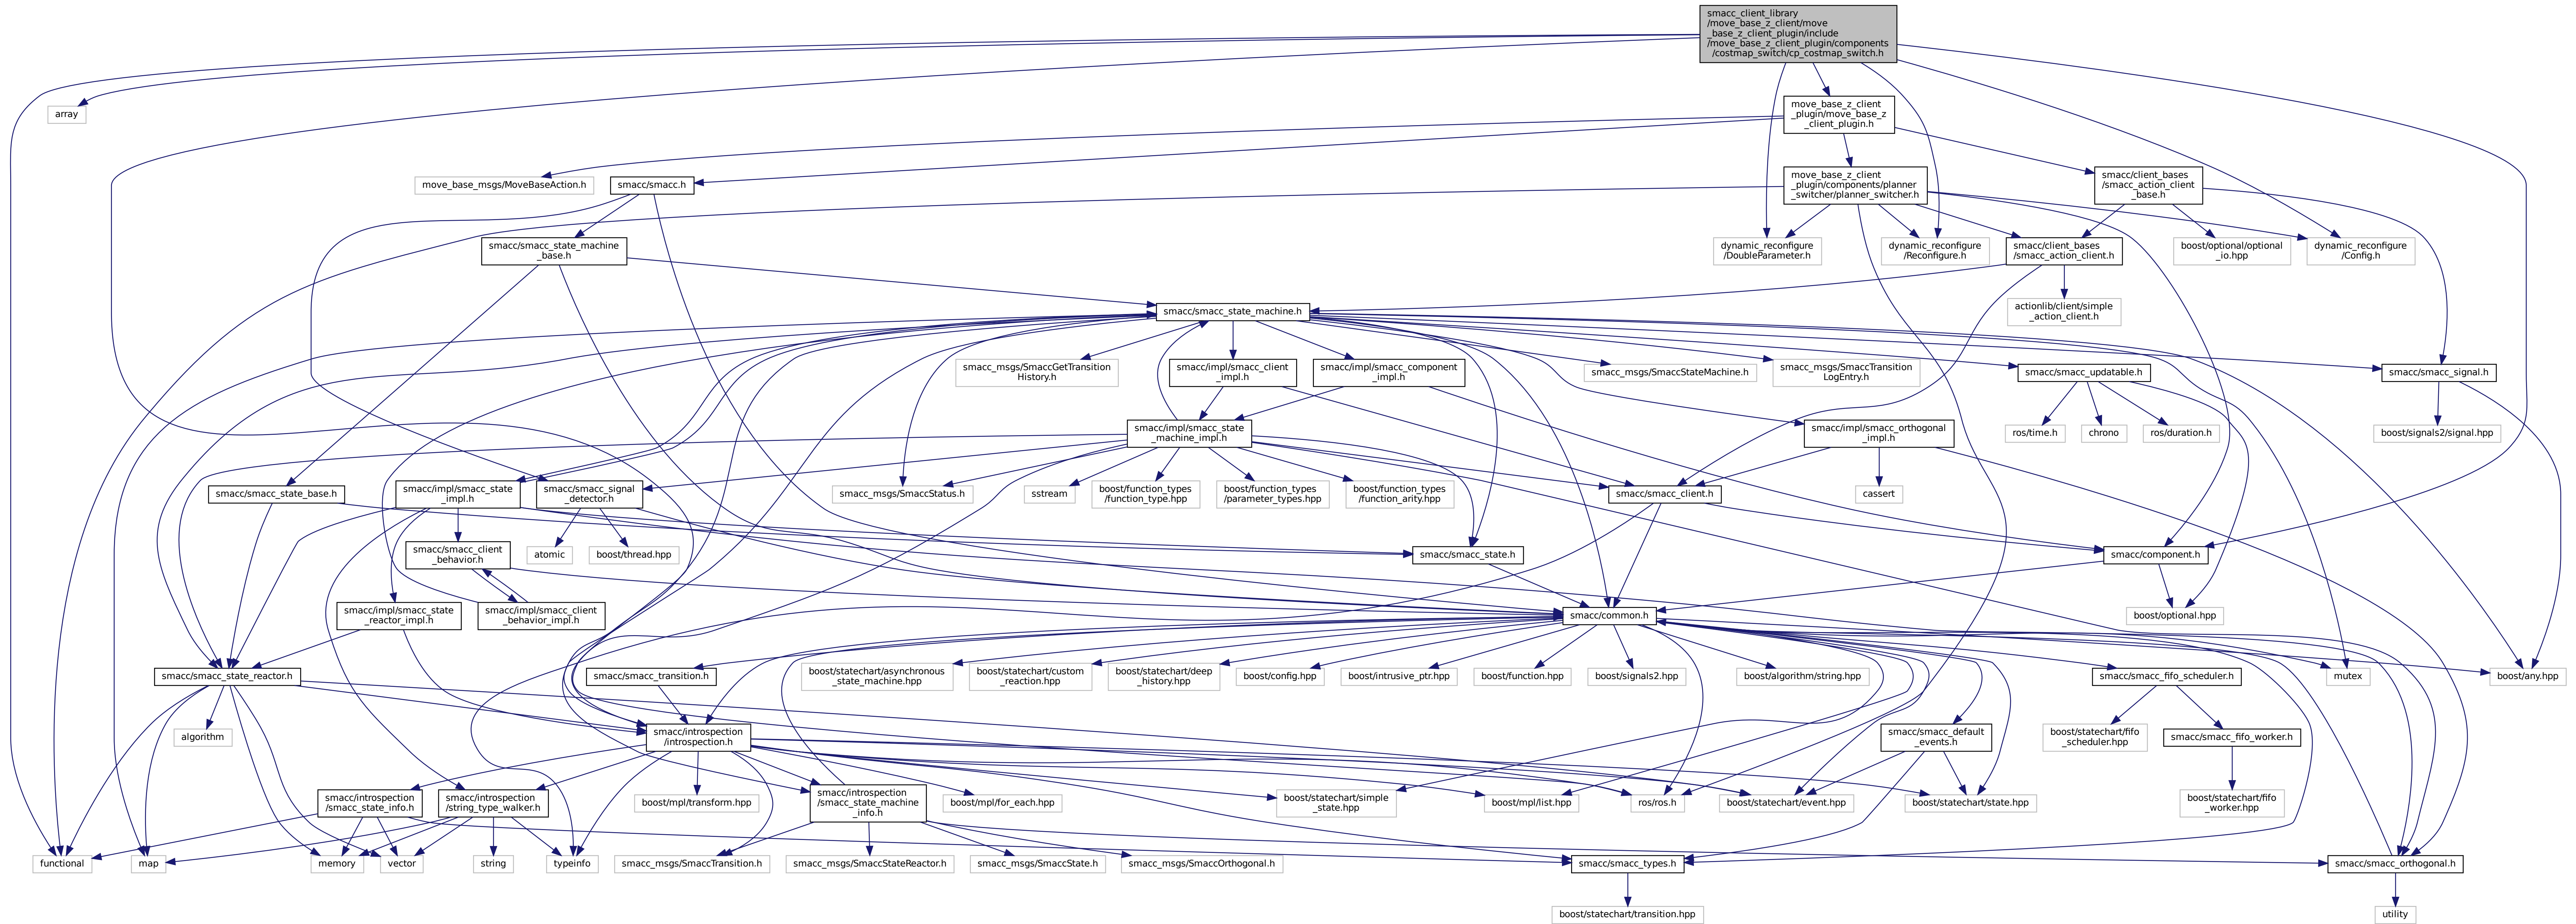 smacc_client_library
/move_base_z_client/move
_base_z_client_plugin/include
/move_base_z_client_plugin/components
/costmap_switch/cp_costmap_switch.h
array
move_base_z_client
_plugin/move_base_z
_client_plugin.h
move_base_msgs/MoveBaseAction.h
smacc/smacc.h
move_base_z_client
_plugin/components/planner
_switcher/planner_switcher.h
smacc/client_bases
/smacc_action_client
_base.h
smacc/smacc_state_machine
_base.h
dynamic_reconfigure
/DoubleParameter.h
dynamic_reconfigure
/Reconfigure.h
smacc/client_bases
/smacc_action_client.h
boost/optional/optional
_io.hpp
dynamic_reconfigure
/Config.h
smacc/smacc_state_machine.h
actionlib/client/simple
_action_client.h
smacc_msgs/SmaccGetTransition
History.h
smacc/impl/smacc_client
_impl.h
smacc/impl/smacc_component
_impl.h
smacc_msgs/SmaccStateMachine.h
smacc_msgs/SmaccTransition
LogEntry.h
smacc/smacc_updatable.h
smacc/smacc_signal.h
smacc/impl/smacc_state
_machine_impl.h
smacc/impl/smacc_orthogonal
_impl.h
ros/time.h
chrono
ros/duration.h
boost/signals2/signal.hpp
smacc/smacc_state_base.h
smacc/impl/smacc_state
_impl.h
smacc/smacc_signal
_detector.h
smacc_msgs/SmaccStatus.h
sstream
boost/function_types
/function_type.hpp
boost/function_types
/parameter_types.hpp
boost/function_types
/function_arity.hpp
smacc/smacc_client.h
cassert
smacc/smacc_client
_behavior.h
atomic
boost/thread.hpp
smacc/smacc_state.h
smacc/component.h
smacc/impl/smacc_state
_reactor_impl.h
smacc/impl/smacc_client
_behavior_impl.h
smacc/common.h
boost/optional.hpp
smacc/smacc_state_reactor.h
smacc/smacc_transition.h
boost/statechart/asynchronous
_state_machine.hpp
boost/statechart/custom
_reaction.hpp
boost/statechart/deep
_history.hpp
boost/config.hpp
boost/intrusive_ptr.hpp
boost/function.hpp
boost/signals2.hpp
boost/algorithm/string.hpp
smacc/smacc_fifo_scheduler.h
mutex
boost/any.hpp
algorithm
smacc/introspection
/introspection.h
smacc/smacc_default
_events.h
boost/statechart/fifo
_scheduler.hpp
smacc/smacc_fifo_worker.h
smacc/introspection
/smacc_state_info.h
smacc/introspection
/string_type_walker.h
boost/mpl/transform.hpp
smacc/introspection
/smacc_state_machine
_info.h
boost/mpl/for_each.hpp
boost/statechart/simple
_state.hpp
boost/mpl/list.hpp
ros/ros.h
boost/statechart/event.hpp
boost/statechart/state.hpp
boost/statechart/fifo
_worker.hpp
functional
map
memory
vector
string
typeinfo
smacc_msgs/SmaccTransition.h
smacc_msgs/SmaccStateReactor.h
smacc_msgs/SmaccState.h
smacc_msgs/SmaccOrthogonal.h
smacc/smacc_types.h
smacc/smacc_orthogonal.h
boost/statechart/transition.hpp
utility